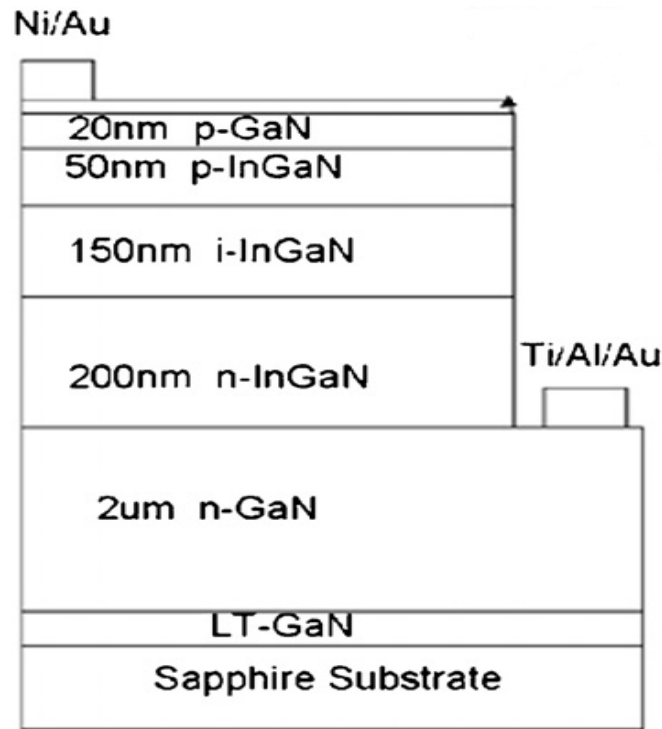 Ni/Au
20nm p-GaN
50nm p-InGaN
150nm i-InGaN
200nm n-InGaN
Ti/Al/Au
2um n-GaN
LT-GaN
Sapphire Substrate